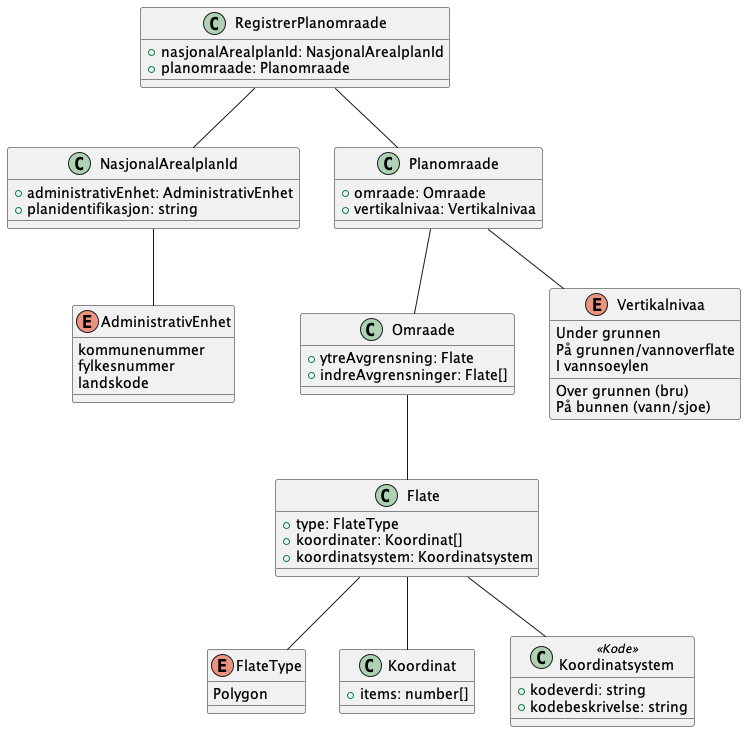 C RegistrerPlanomraade
nasjonalArealplanId: NasjonalArealplanId
planomraade: Planomraade
C NasjonalArealplanId
administrativEnhet: AdministrativEnhet
planidentifikasjon: string
C Planomraade
omraade: Omraade
vertikalnivaa: Vertikalnivaa
E AdministrativEnhet
kommunenummer
fylkesnummer
landskode
C Omraade
ytreAvgrensning: Flate
indreAvgrensninger: Flate[]
E Vertikalnivaa
Under grunnen
På grunnen/vannoverflate
I vannsoeylen
Over grunnen (bru)
På bunnen (vann/sjoe)
C Flate
type: FlateType
koordinater: Koordinat[]
koordinatsystem: Koordinatsystem
E FlateType
Polygon
C Koordinat
items: number[]
«Kode»
C Koordinatsystem
kodeverdi: string
kodebeskrivelse: string